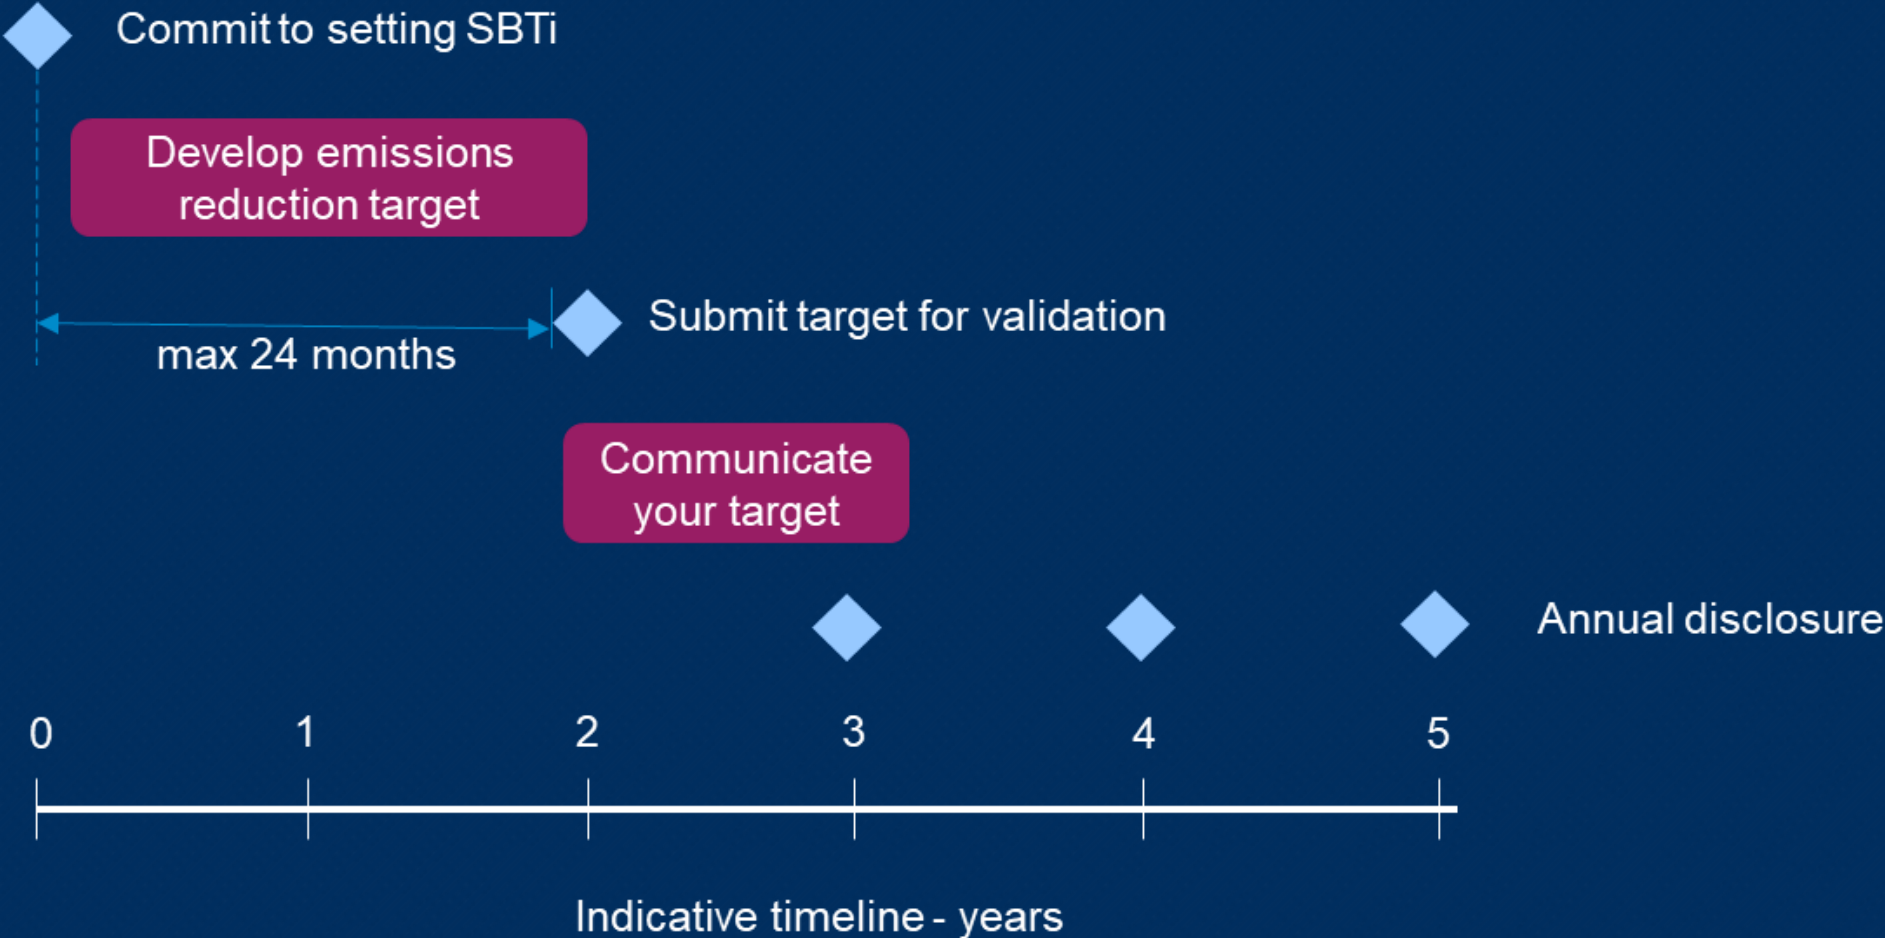 Commit to setting SBTi
Develop emissions
reduction target
Submit target for validation
max 24 months
Communicate
your target
Annual disclosure
0 1 2 3 4 5
Indicative timeline - years